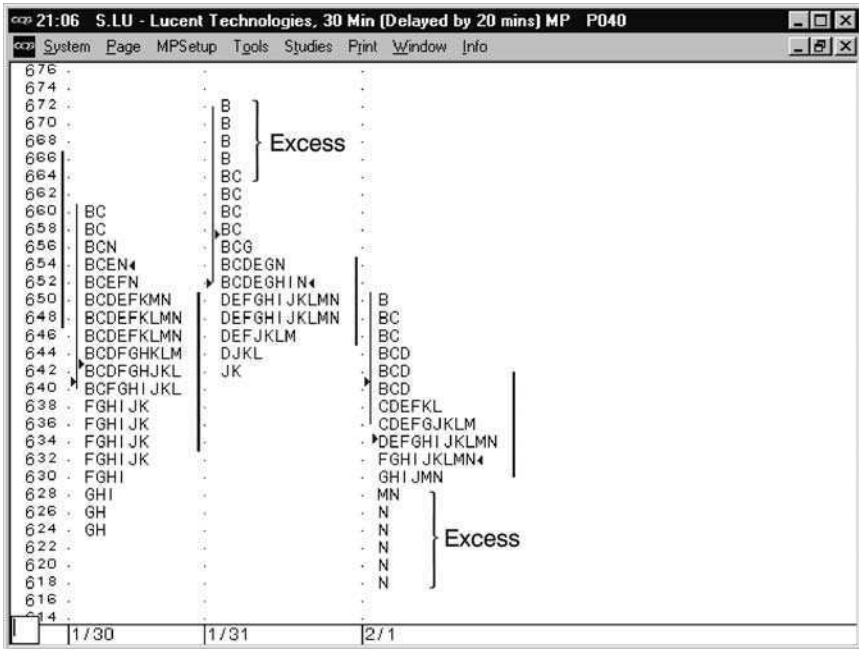 21:06 S.LU - Lucent Technologies, 30 Min (Delayed by 20 mins) MP P040
System Page MPSetup Tools Studies Print Window Info
676
674
672 B
670 B
668 B Excess
666 B
664 BC
662 BC
660 BC BC
658 BC BC
656 BCN BCG
654 BCEN BCDEGN
652 BCEFN BCDEGHIN
650 BCDEFKMN DEFGHIJKLMN B
648 BCDEFKLMN DEFGHIJKLMN BC
646 BCDEFKLMN DEFJKLM BC
644 BCDFGHKLM DJKL BCD
642 BCDFGHJKL JK BCD
640 BCFGHIJKL BCD
638 FGHIJK CDEFKL
636 FGHIJK CDEFGJKLM
634 FGHIJK DEFGHIJKLMN
632 FGHIJK FGHIJKLMN
630 FGHI GHIJMN
628 GHI MN
626 GH N
624 GH N Excess
622 N
620 N
618 N
616
614
1/30 1/31 2/1